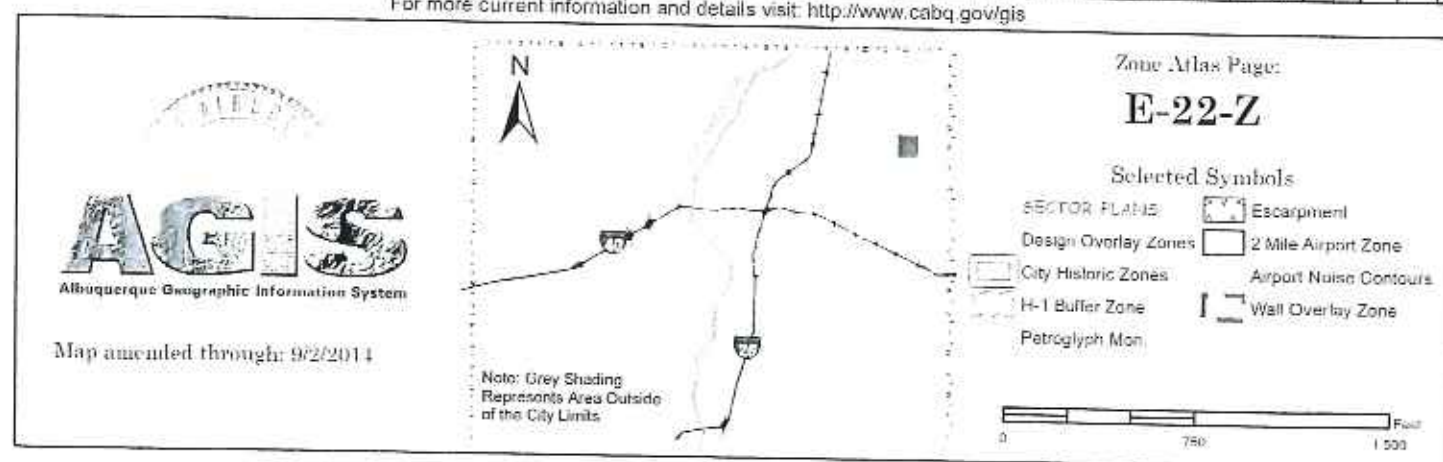 For more current information and details visit: http://www.cabq.gov/gis
AGIS
Albuquerque Geographic Information System
Map amended through: 9/2/2014
N
Note: Grey Shading
Represents Area Outside
of the City Limits
Zone Atlas Page:
E-22-Z
Selected Symbols
SECTOR PLANS
Design Overlay Zones
City Historic Zones
H-1 Buffer Zone
Petroglyph Mon.
Escarpment
2 Mile Airport Zone
Airport Noise Contours
Wall Overlay Zone
Feet
0
750
1 500